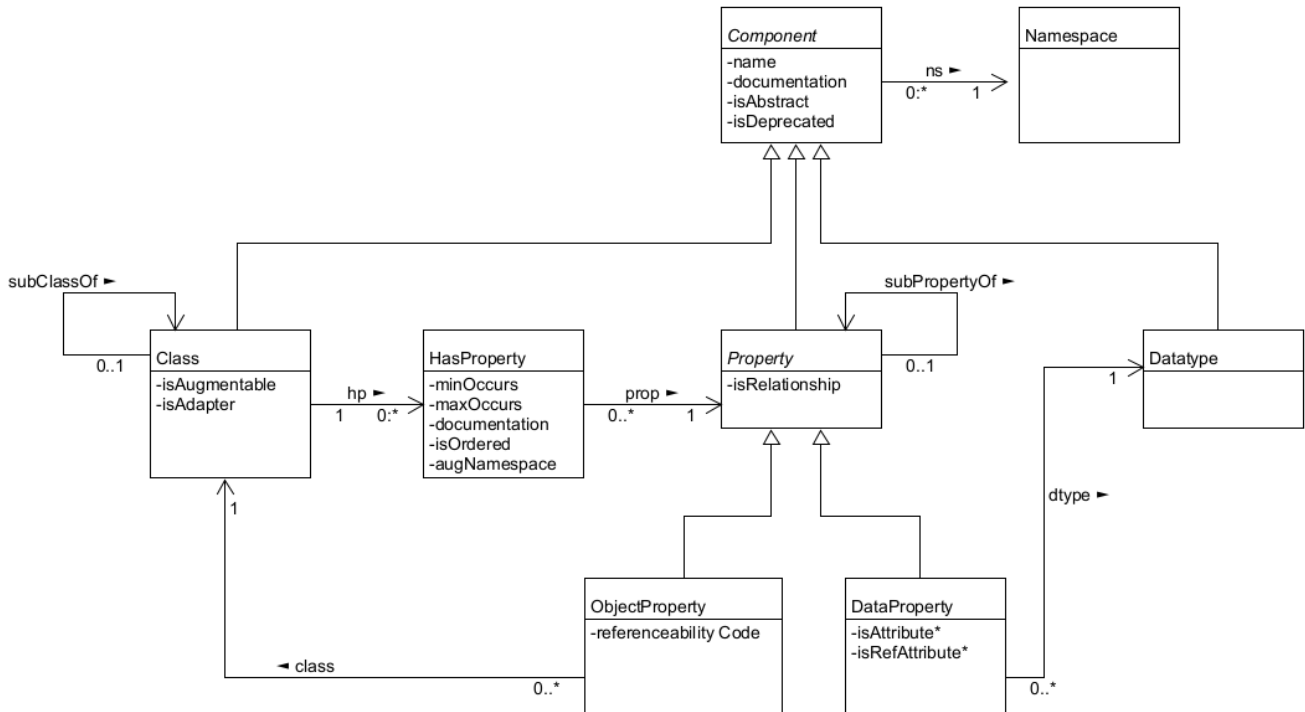 Component
-name
-documentation
-isAbstract
-isDeprecated
ns ►
0:*
1
Namespace
subClassOf ►
0..1
Class
-isAugmentable
-isAdapter
hp ►
1
0:*
HasProperty
-minOccurs
-maxOccurs
-documentation
-isOrdered
-augNamespace
prop ►
0..*
1
subPropertyOf ►
0..1
Property
-isRelationship
Datatype
1
dtype ►
1
ObjectProperty
-referenceability Code
DataProperty
-isAttribute*
-isRefAttribute*
◄ class
0..*
0..*